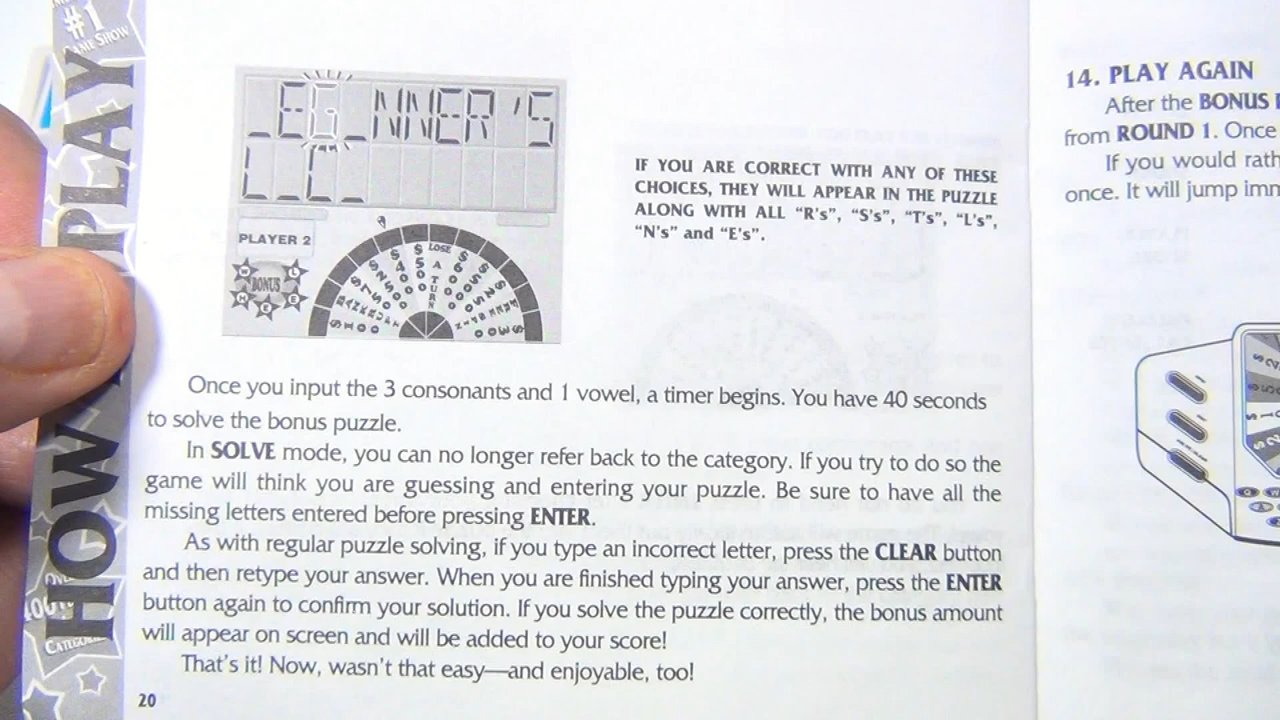 #1
GAME SHOW
HOW PLAY
CATEGORIES
_EG_NNER'S
L_C_
PLAYER 2
BONUS
WHEEL
LOSE A TURN
IF YOU ARE CORRECT WITH ANY OF THESE
CHOICES, THEY WILL APPEAR IN THE PUZZLE
ALONG WITH ALL “R's”, “S's”, “T's”, “L's”,
“N's” and “E's”.
Once you input the 3 consonants and 1 vowel, a timer begins. You have 40 seconds
to solve the bonus puzzle.
In SOLVE mode, you can no longer refer back to the category. If you try to do so the
game will think you are guessing and entering your puzzle. Be sure to have all the
missing letters entered before pressing ENTER.
As with regular puzzle solving, if you type an incorrect letter, press the CLEAR button
and then retype your answer. When you are finished typing your answer, press the ENTER
button again to confirm your solution. If you solve the puzzle correctly, the bonus amount
will appear on screen and will be added to your score!
That's it! Now, wasn't that easy—and enjoyable, too!
20
14. PLAY AGAIN
After the BONUS
from ROUND 1. Once
If you would rath
once. It will jump imm